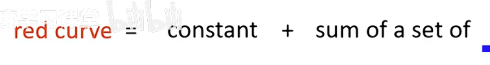 red curve = constant + sum of a set of